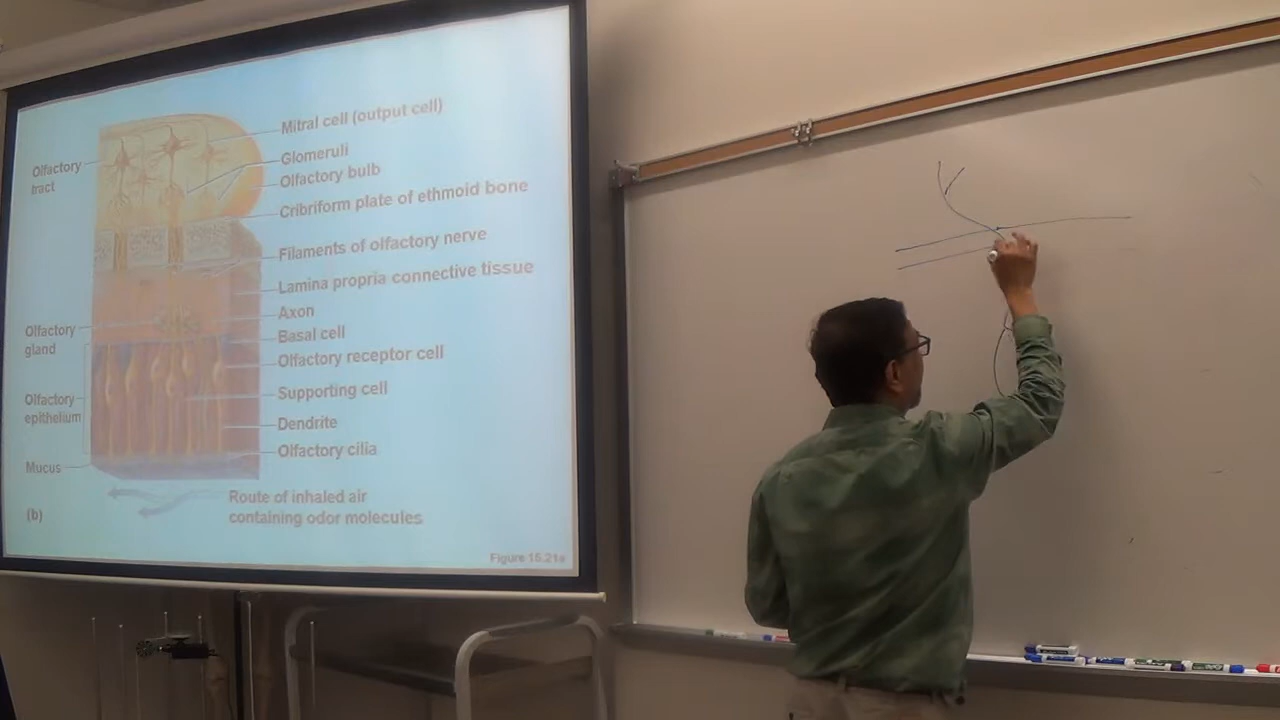 Mitral cell (output cell)
Glomeruli
Olfactory
tract
Olfactory bulb
Cribriform plate of ethmoid bone
Filaments of olfactory nerve
Lamina propria connective tissue
Axon
Olfactory
gland
Basal cell
Olfactory receptor cell
Supporting cell
Olfactory
epithelium
Dendrite
Olfactory cilia
Mucus
Route of inhaled air
containing odor molecules
(b)
Figure 15.21a